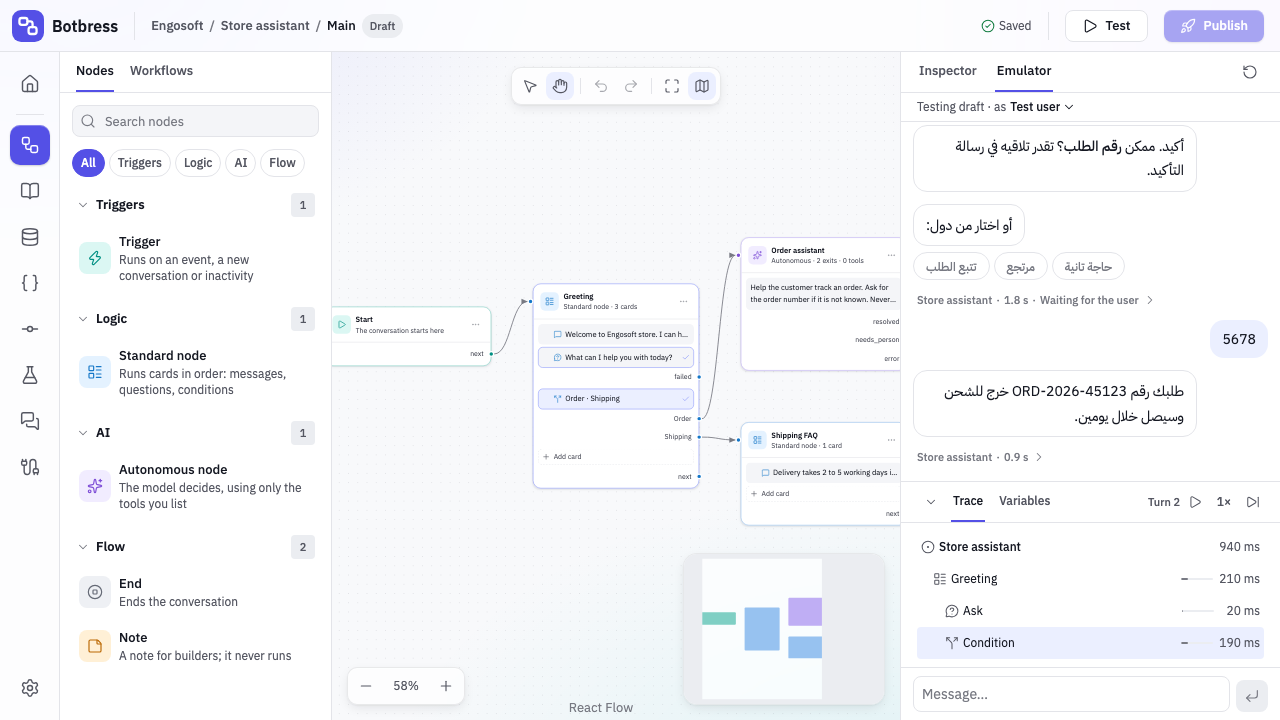 Botbress
Engosoft / Store assistant / Main Draft
Saved
Test
Publish
Nodes Workflows
Search nodes
All Triggers Logic AI Flow
Triggers 1
Trigger
Runs on an event, a new
conversation or inactivity
Logic 1
Standard node
Runs cards in order: messages,
questions, conditions
AI 1
Autonomous node
The model decides, using only the
tools you list
Flow 2
End
Ends the conversation
Note
A note for builders; it never runs
Start
The conversation starts here
next
Greeting
Standard node · 3 cards
Welcome to Engosoft store. I can h...
What can I help you with today?
failed
Order · Shipping
Order
Shipping
+ Add card
next
Order assistant
Autonomous · 2 exits · 0 tools
Help the customer track an order. Ask for
the order number if it is not known. Never...
resolved
needs_person
error
Shipping FAQ
Standard node · 1 card
Delivery takes 2 to 5 working days i...
+ Add card
next
58%
React Flow
Inspector Emulator
Testing draft · as Test user
أكيد. ممكن رقم الطلب؟ تقدر تلاقيه في رسالة
التأكيد.
أو اختار من دول:
تتبع الطلب
مرتجع
حاجة تانية
Store assistant · 1.8 s · Waiting for the user
5678
طلبك رقم ORD-2026-45123 خرج للشحن
وسيصل خلال يومين.
Store assistant · 0.9 s
Trace Variables
Turn 2 1×
Store assistant 940 ms
Greeting 210 ms
Ask 20 ms
Condition 190 ms
Message...